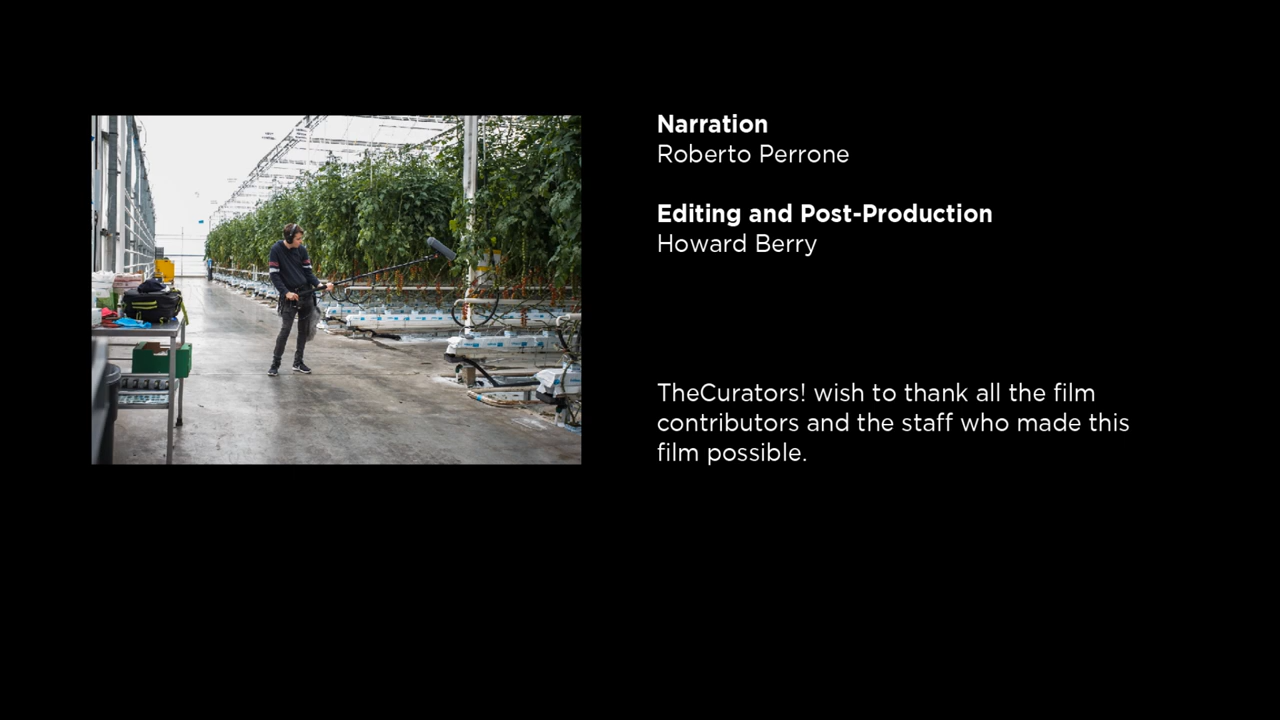 Narration
Roberto Perrone
Editing and Post-Production
Howard Berry
TheCurators! wish to thank all the film
contributors and the staff who made this
film possible.